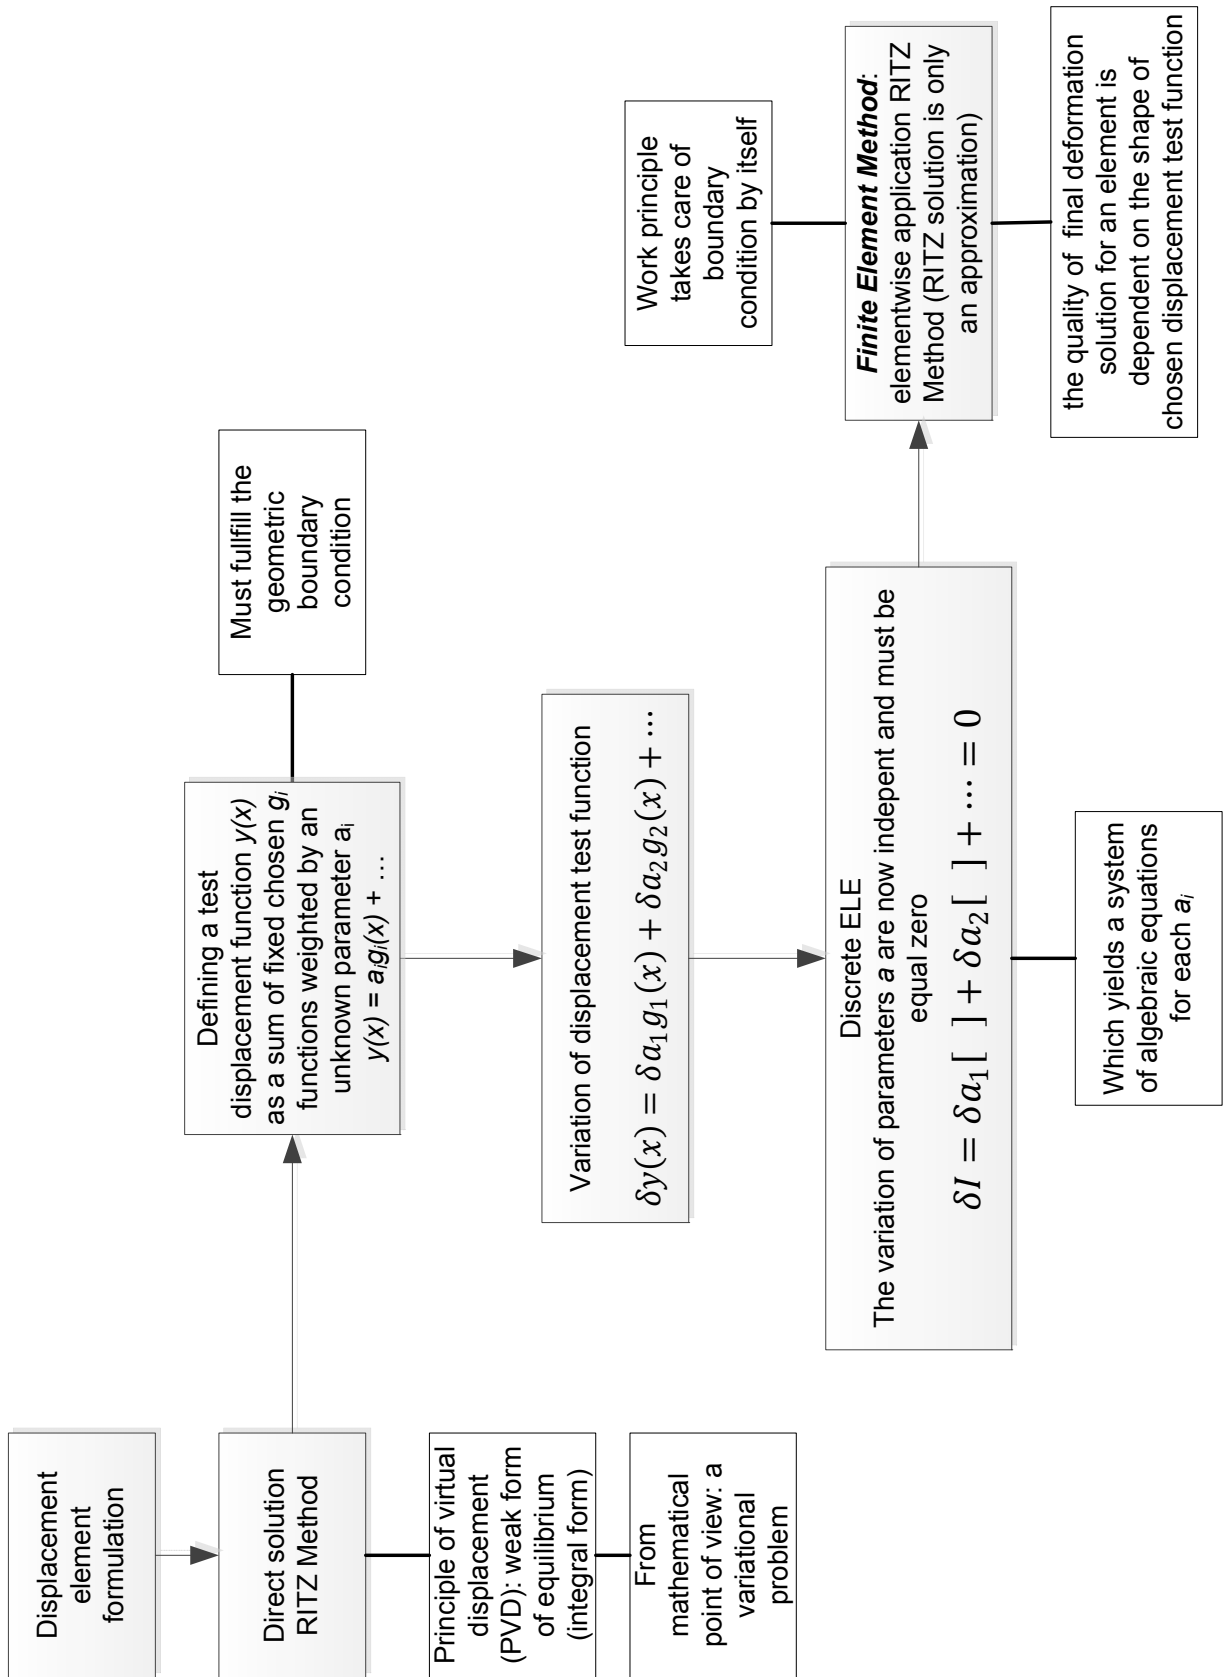 Displacement
element
formulation
Direct solution
RITZ Method
Principle of virtual
displacement
(PVD): weak form
of equilibrium
(integral form)
From
mathematical
point of view: a
variational
problem
Defining a test
displacement function y(x)
as a sum of fixed chosen gᵢ
functions weighted by an
unknown parameter aᵢ
y(x) = aᵢgᵢ(x) + …
Must fullfill the
geometric
boundary
condition
Variation of displacement test function
δy(x) = δa₁g₁(x) + δa₂g₂(x) + ⋯
Discrete ELE
The variation of parameters a are now indepent and must be
equal zero
δI = δa₁[ ] + δa₂[ ] + ⋯ = 0
Which yields a system
of algebraic equations
for each aᵢ
Work principle
takes care of
boundary
condition by itself
Finite Element Method:
elementwise application RITZ
Method (RITZ solution is only
an approximation)
the quality of final deformation
solution for an element is
dependent on the shape of
chosen displacement test function